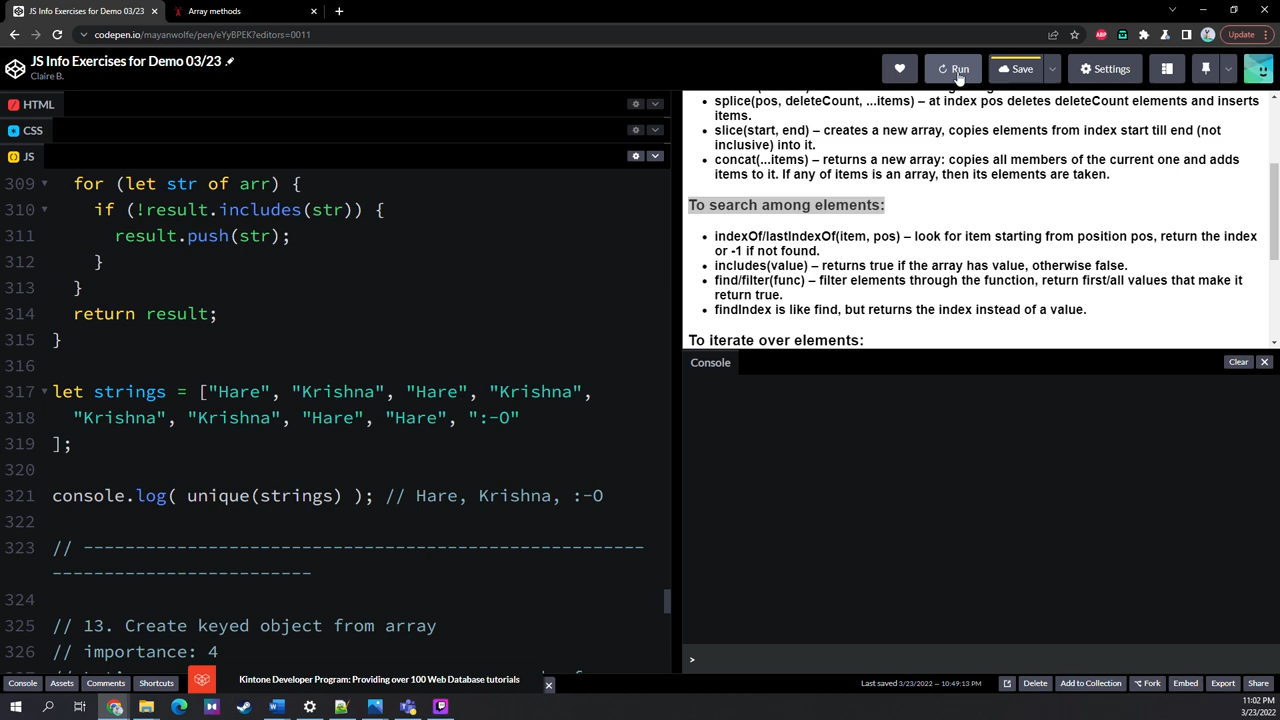 JS Info Exercises for Demo 03/23
Array methods
codepen.io/mayanwolfe/pen/eYyBPEK?editors=0011
ABP
Update
JS Info Exercises for Demo 03/23
Claire B.
Run
Save
Settings
HTML
CSS
JS
309 for (let str of arr) {
310 if (!result.includes(str)) {
311 result.push(str);
312 }
313 }
314 return result;
315 }
316
317 let strings = ["Hare", "Krishna", "Hare", "Krishna",
318 "Krishna", "Krishna", "Hare", "Hare", ":-O"
319 ];
320
321 console.log( unique(strings) ); // Hare, Krishna, :-O
322
323 // ------------------------------------------------------
-------------------------
324
325 // 13. Create keyed object from array
326 // importance: 4
splice(pos, deleteCount, ...items) – at index pos deletes deleteCount elements and inserts
items.
slice(start, end) – creates a new array, copies elements from index start till end (not
inclusive) into it.
concat(...items) – returns a new array: copies all members of the current one and adds
items to it. If any of items is an array, then its elements are taken.
To search among elements:
indexOf/lastIndexOf(item, pos) – look for item starting from position pos, return the index
or -1 if not found.
includes(value) – returns true if the array has value, otherwise false.
find/filter(func) – filter elements through the function, return first/all values that make it
return true.
findIndex is like find, but returns the index instead of a value.
To iterate over elements:
Console
Clear
>
Console
Assets
Comments
Shortcuts
Kintone Developer Program: Providing over 100 Web Database tutorials
Last saved 3/23/2022 — 10:49:13 PM
Delete
Add to Collection
Fork
Embed
Export
Share
11:02 PM
3/23/2022